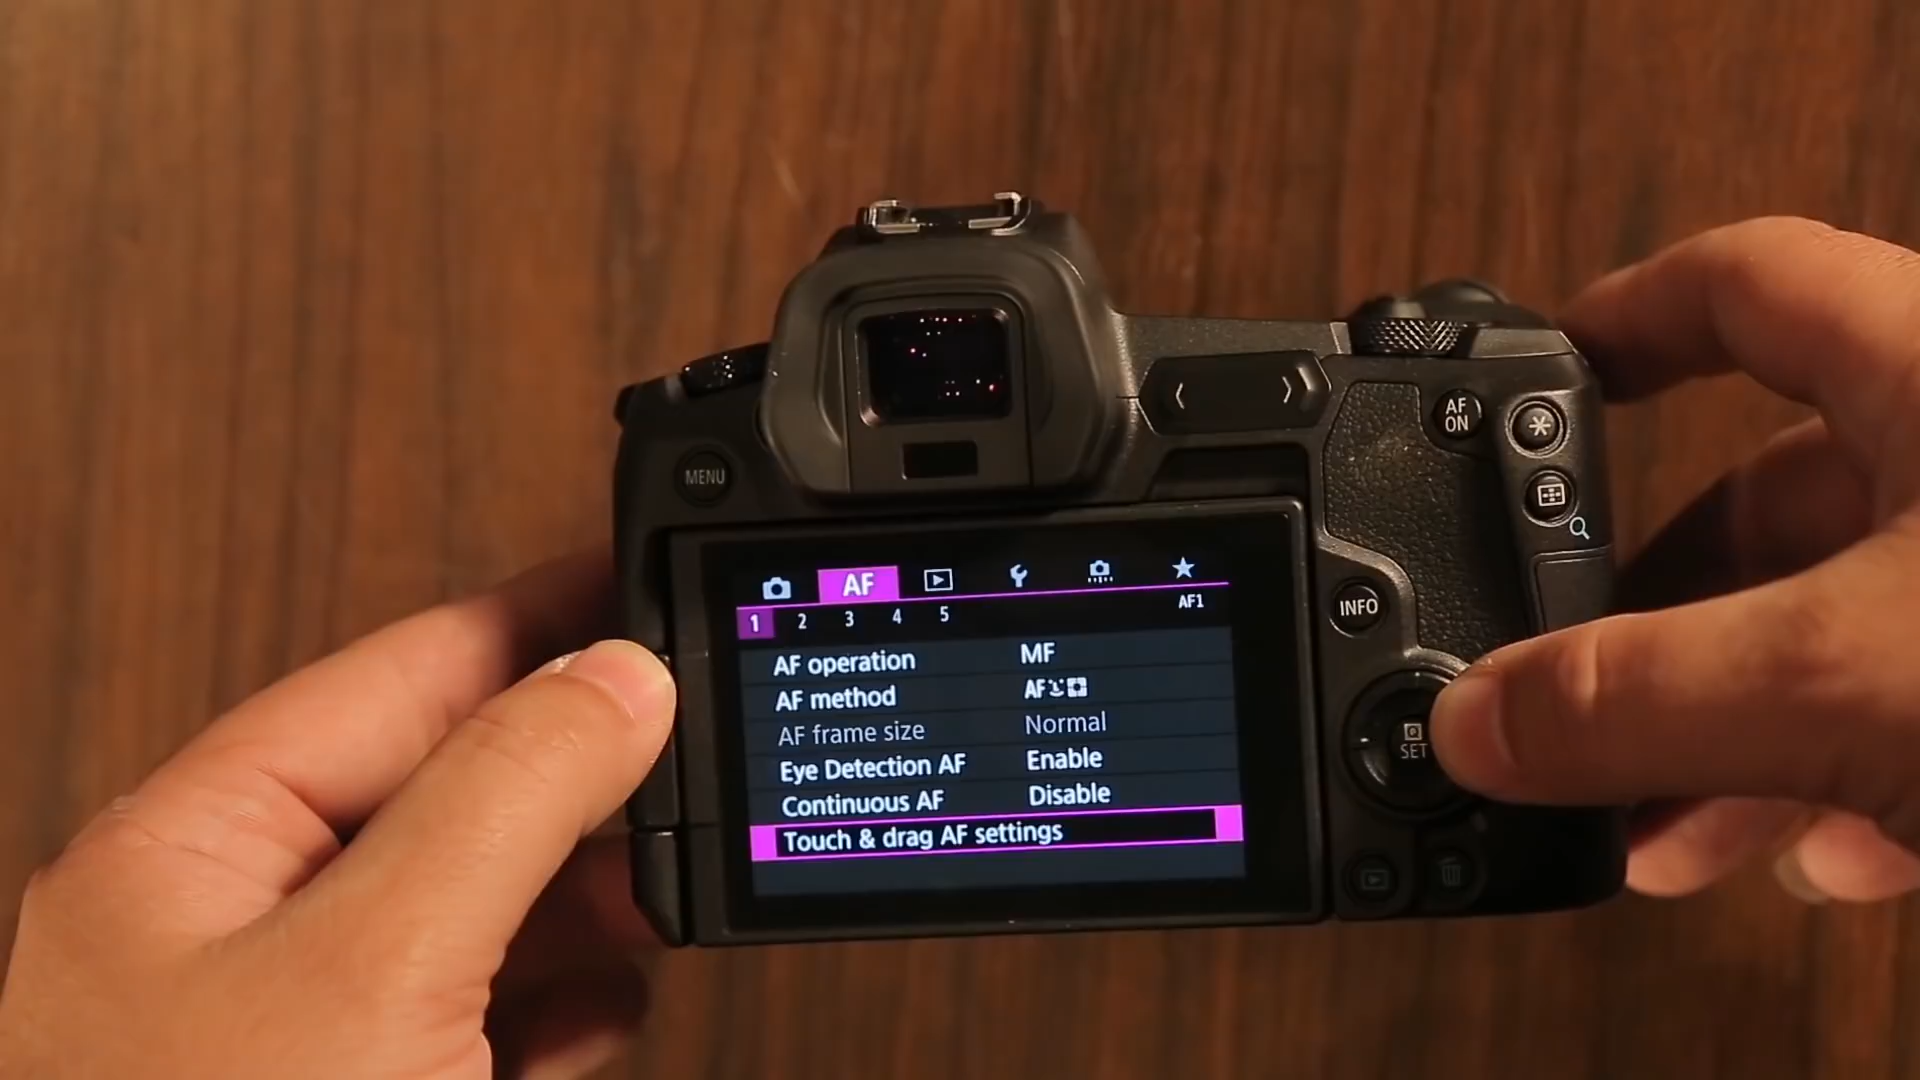 MENU
AF
ON
INFO
SET
AF
1 2 3 4 5 AF1
AF operation MF
AF method AF
AF frame size Normal
Eye Detection AF Enable
Continuous AF Disable
Touch & drag AF settings